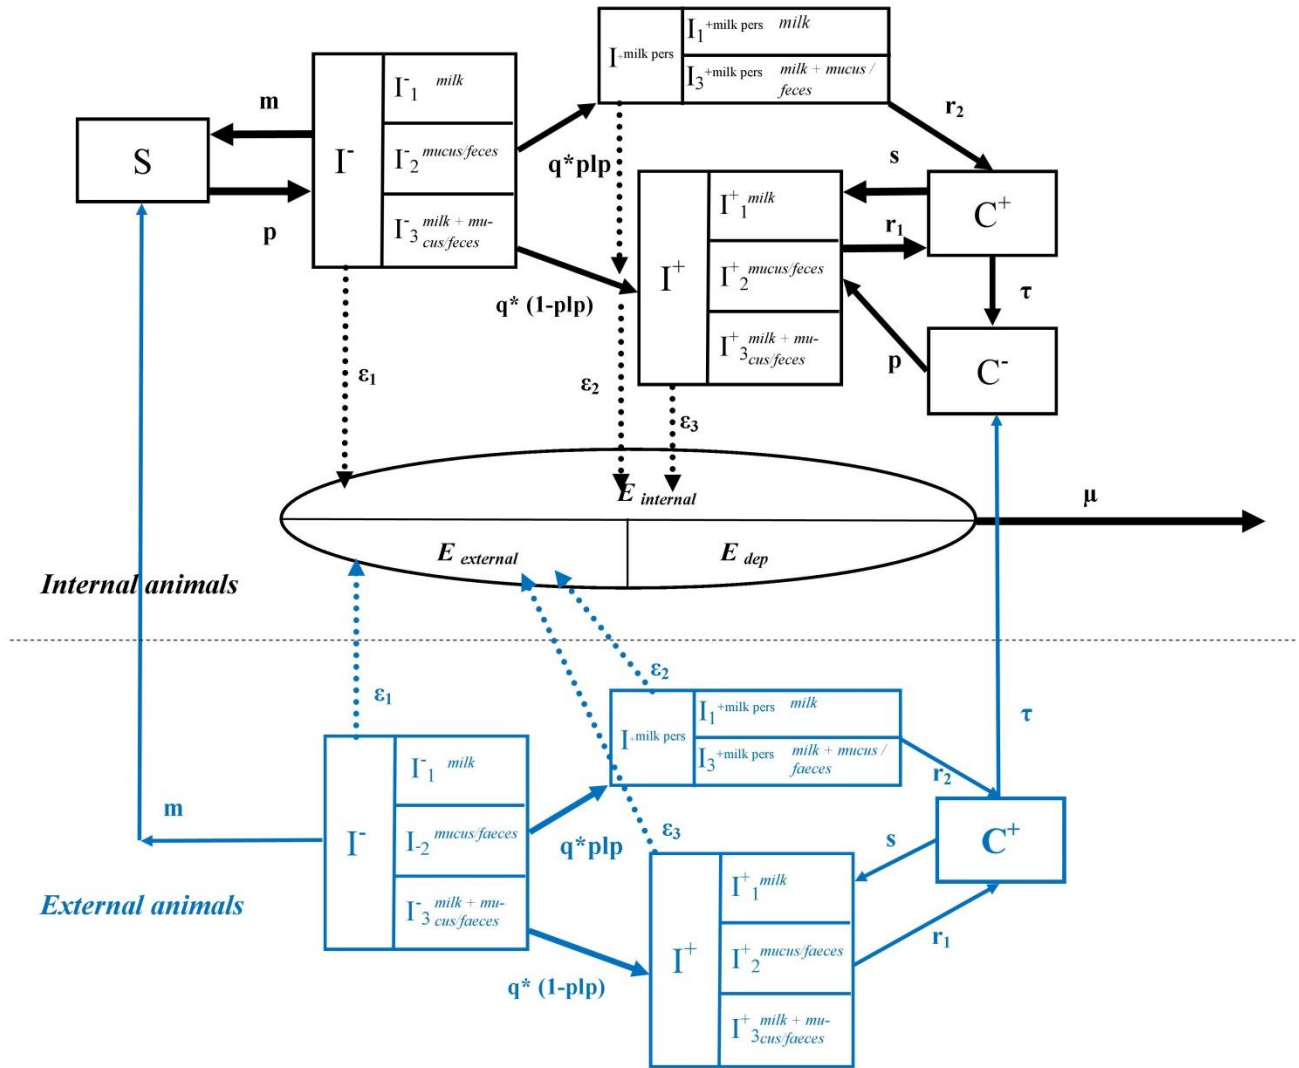 I₁⁺milk pers milk
I₊milk pers
I₃⁺milk pers milk + mucus /
feces
r₂
m
S
p
I⁻
I⁻₁ milk
I⁻₂ mucus/feces
I⁻₃ milk + mu-
cus/feces
q*plp
q* (1-plp)
I⁺
I⁺₁ milk
I⁺₂ mucus/feces
I⁺₃ milk + mu-
cus/feces
s
r₁
C⁺
τ
p
C⁻
ε₁
ε₂
ε₃
E internal
μ
E external
E dep
Internal animals
ε₁
ε₂
τ
I₁⁺milk pers milk
I₊milk pers
I₃⁺milk pers milk + mucus /
faeces
r₂
m
I⁻
I⁻₁ milk
I₋₂ mucus/faeces
I⁻₃ milk + mu-
cus/faeces
q*plp
ε₃
s
C⁺
External animals
q* (1-plp)
I⁺
I⁺₁ milk
I⁺₂ mucus/faeces
I⁺₃ milk + mu-
cus/faeces
r₁